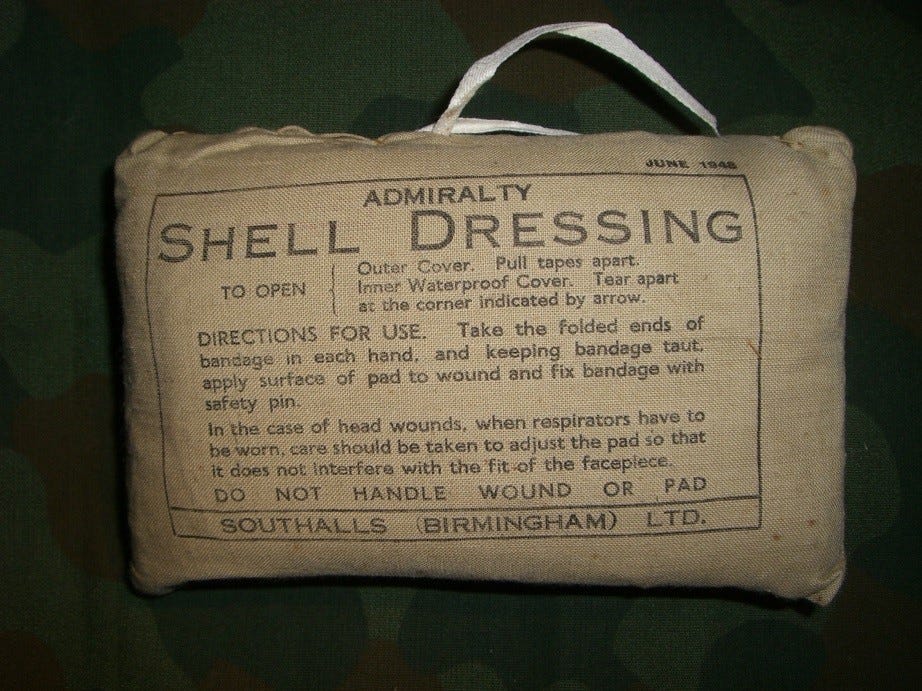 JUNE 1948
ADMIRALTY
SHELL DRESSING
TO OPEN
Outer Cover. Pull tapes apart.
Inner Waterproof Cover. Tear apart
at the corner indicated by arrow.
DIRECTIONS FOR USE. Take the folded ends of
bandage in each hand, and keeping bandage taut,
apply surface of pad to wound and fix bandage with
safety pin.
In the case of head wounds, when respirators have to
be worn, care should be taken to adjust the pad so that
it does not interfere with the fit of the facepiece.
DO NOT HANDLE WOUND OR PAD
SOUTHALLS (BIRMINGHAM) LTD.